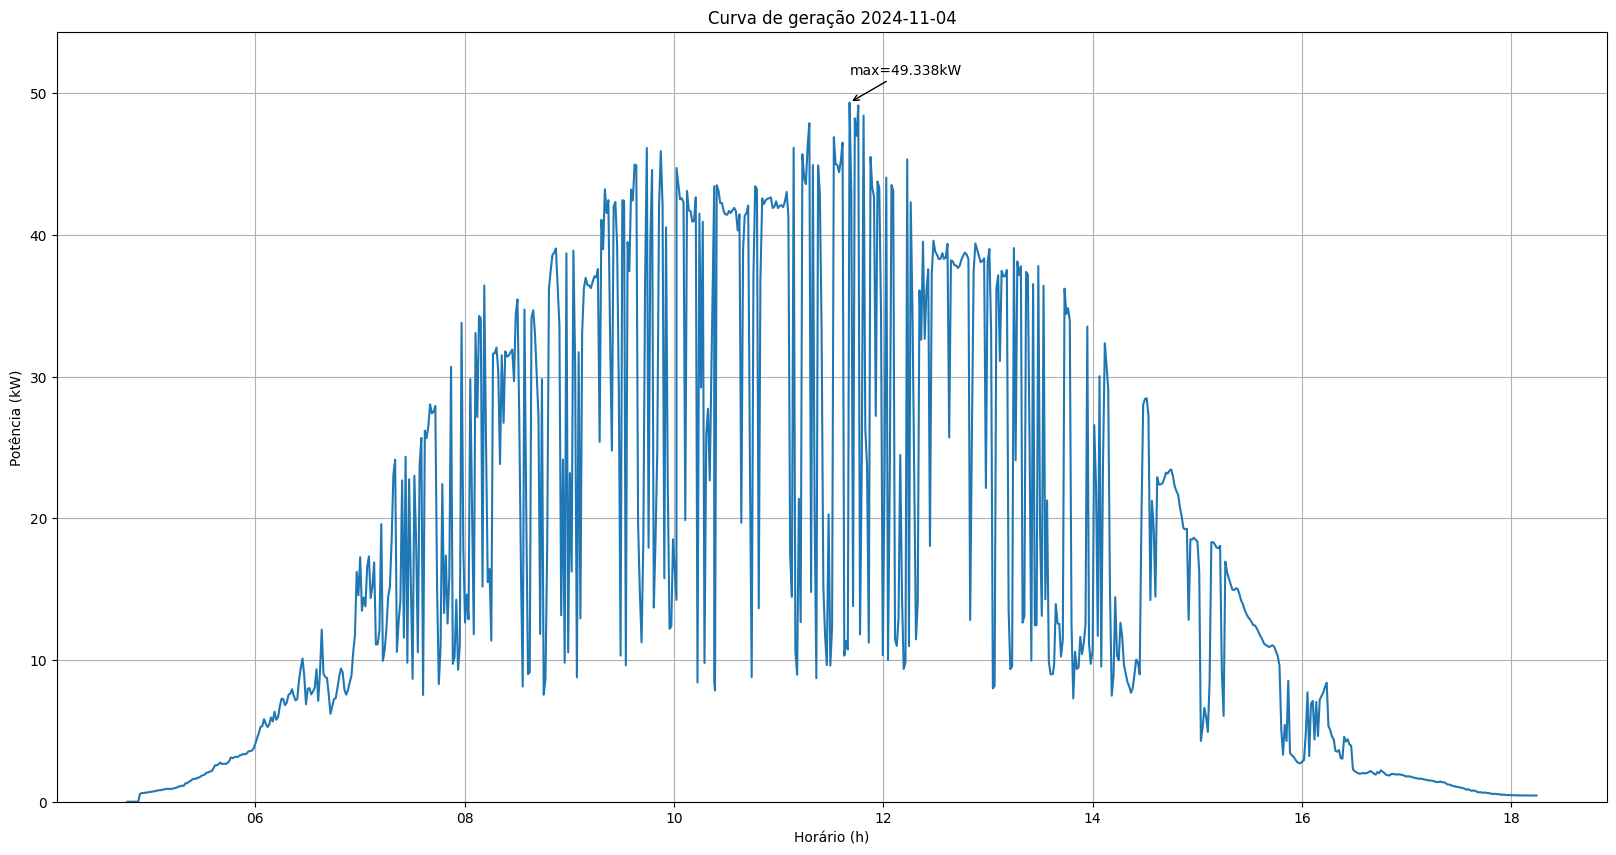 Curva de geração 2024-11-04
max=49.338kW
50
40
30
20
10
0
Potência (kW)
06 08 10 12 14 16 18
Horário (h)